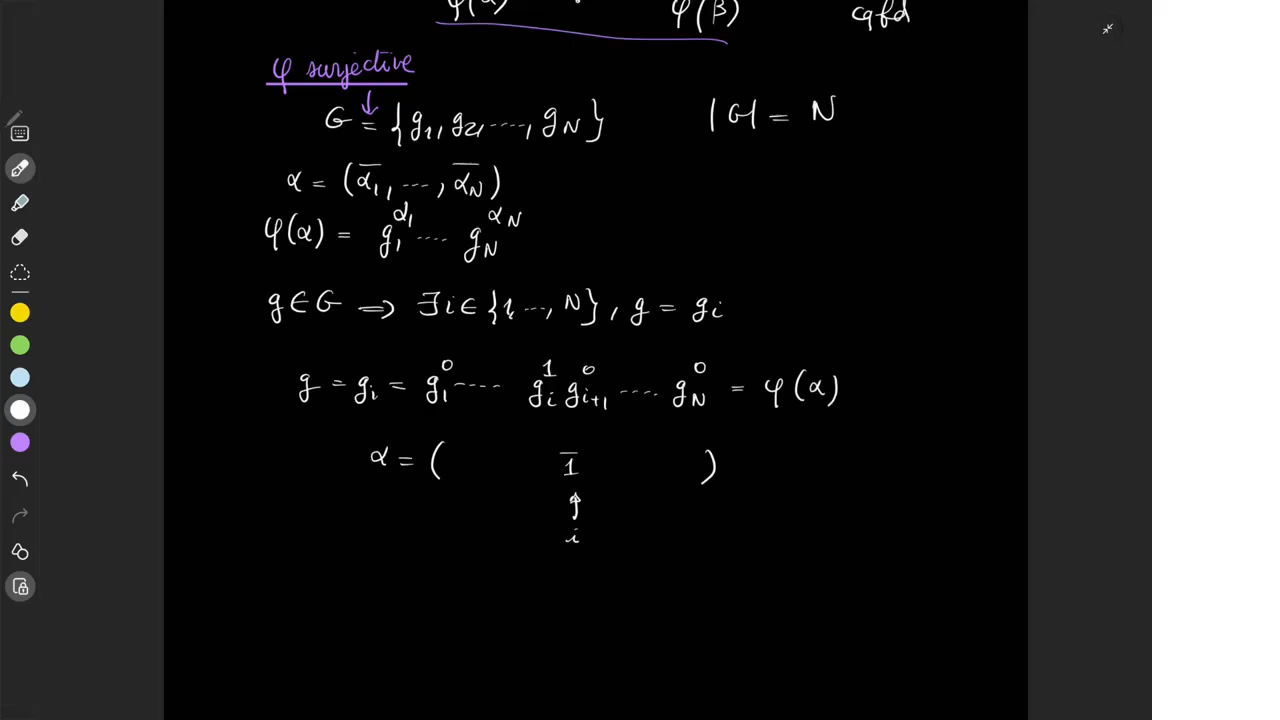 φ(α) φ(β) cqfd
φ surjective
G = {g₁, g₂, ...., g_N} |G| = N
α = (α̅₁, ..., α̅_N)
φ(α) = g₁^α₁ .... g_N^α_N
g ∈ G ⟹ ∃ i ∈ {1, ..., N}, g = gᵢ
g = gᵢ = g₁⁰ .... gᵢ¹ gᵢ₊₁⁰ .... g_N⁰ = φ(α)
α = ( 1̅ )
↑
i